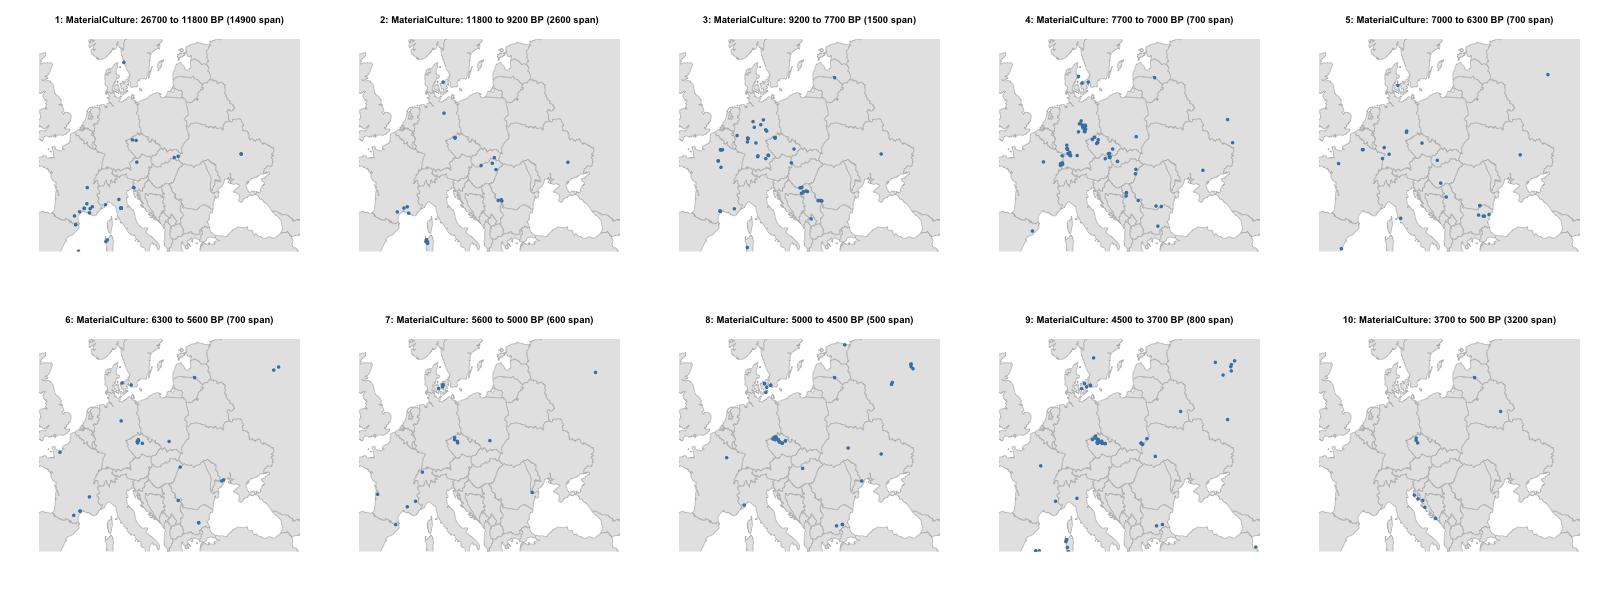 1: MaterialCulture: 26700 to 11800 BP (14900 span)
2: MaterialCulture: 11800 to 9200 BP (2600 span)
3: MaterialCulture: 9200 to 7700 BP (1500 span)
4: MaterialCulture: 7700 to 7000 BP (700 span)
5: MaterialCulture: 7000 to 6300 BP (700 span)
6: MaterialCulture: 6300 to 5600 BP (700 span)
7: MaterialCulture: 5600 to 5000 BP (600 span)
8: MaterialCulture: 5000 to 4500 BP (500 span)
9: MaterialCulture: 4500 to 3700 BP (800 span)
10: MaterialCulture: 3700 to 500 BP (3200 span)